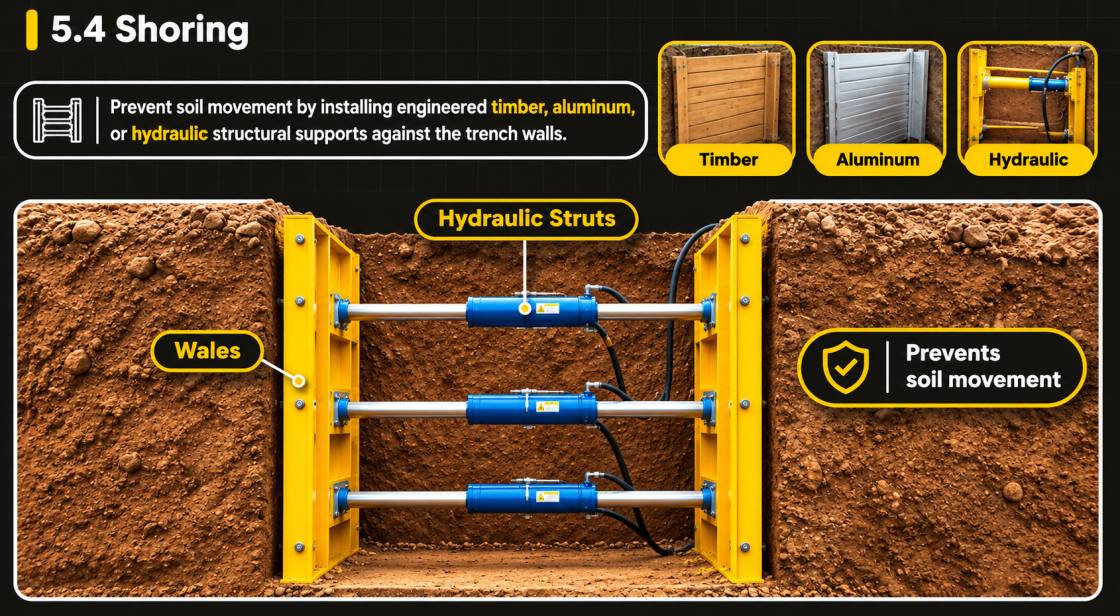 5.4 Shoring
Prevent soil movement by installing engineered timber, aluminum,
or hydraulic structural supports against the trench walls.
Timber
Aluminum
Hydraulic
Hydraulic Struts
Wales
Prevents
soil movement